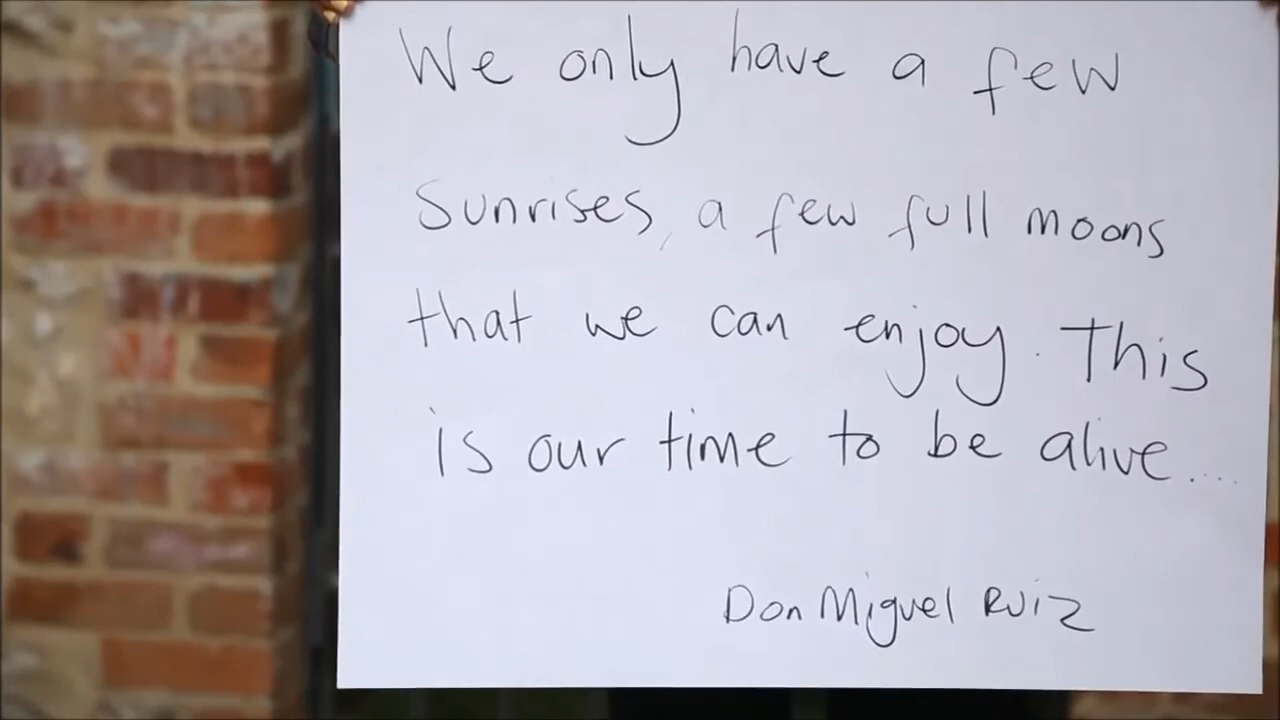 We only have a few
sunrises, a few full moons
that we can enjoy. This
is our time to be alive....
Don Miguel Ruiz